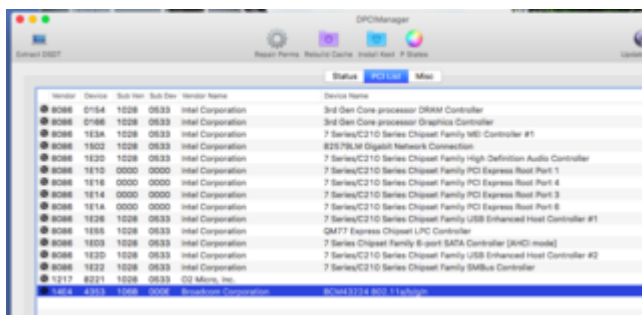 DPCIManager
Extract DSDT Repair Perms Rebuild Cache Install Kext P States
Status PCI List Misc
Vendor Device Sub Ven Sub Dev Vendor Name Device Name
8086 0154 1028 0533 Intel Corporation 3rd Gen Core processor DRAM Controller
8086 0166 1028 0533 Intel Corporation 3rd Gen Core processor Graphics Controller
8086 1E3A 1028 0533 Intel Corporation 7 Series/C210 Series Chipset Family MEI Controller #1
8086 1502 1028 0533 Intel Corporation 82579LM Gigabit Network Connection
8086 1E20 1028 0533 Intel Corporation 7 Series/C210 Series Chipset Family High Definition Audio Controller
8086 1E10 0000 0000 Intel Corporation 7 Series/C210 Series Chipset Family PCI Express Root Port 1
8086 1E16 0000 0000 Intel Corporation 7 Series/C210 Series Chipset Family PCI Express Root Port 4
8086 1E14 0000 0000 Intel Corporation 7 Series/C210 Series Chipset Family PCI Express Root Port 3
8086 1E1A 0000 0000 Intel Corporation 7 Series/C210 Series Chipset Family PCI Express Root Port 6
8086 1E26 1028 0533 Intel Corporation 7 Series/C210 Series Chipset Family USB Enhanced Host Controller #1
8086 1E55 1028 0533 Intel Corporation QM77 Express Chipset LPC Controller
8086 1E03 1028 0533 Intel Corporation 7 Series Chipset Family 6-port SATA Controller [AHCI mode]
8086 1E2D 1028 0533 Intel Corporation 7 Series/C210 Series Chipset Family USB Enhanced Host Controller #2
8086 1E22 1028 0533 Intel Corporation 7 Series/C210 Series Chipset Family SMBus Controller
1217 8221 1028 0533 O2 Micro, Inc.
14E4 4353 106B 000E Broadcom Corporation BCM43224 802.11a/b/g/n